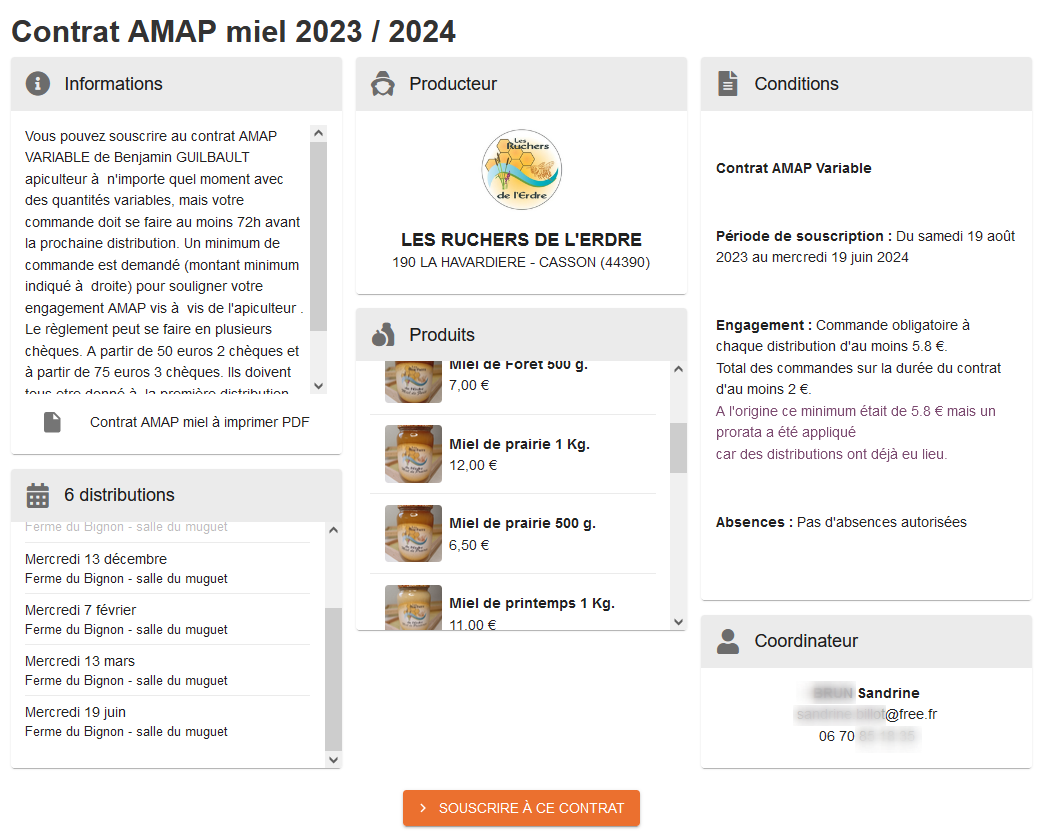 Contrat AMAP miel 2023 / 2024
Informations
Vous pouvez souscrire au contrat AMAP
VARIABLE de Benjamin GUILBAULT
apiculteur à  n'importe quel moment avec
des quantités variables, mais votre
commande doit se faire au moins 72h avant
la prochaine distribution. Un minimum de
commande est demandé (montant minimum
indiqué à  droite) pour souligner votre
engagement AMAP vis à  vis de l'apiculteur .
Le règlement peut se faire en plusieurs
chèques. A partir de 50 euros 2 chèques et
à partir de 75 euros 3 chèques. Ils doivent
tous etre donné à  la première distribution
Contrat AMAP miel à imprimer PDF
6 distributions
Ferme du Bignon - salle du muguet
Mercredi 13 décembre
Ferme du Bignon - salle du muguet
Mercredi 7 février
Ferme du Bignon - salle du muguet
Mercredi 13 mars
Ferme du Bignon - salle du muguet
Mercredi 19 juin
Ferme du Bignon - salle du muguet
Producteur
Les
Ruchers
de l'Erdre
LES RUCHERS DE L'ERDRE
190 LA HAVARDIERE - CASSON (44390)
Produits
Miel de Forêt 500 g.
7,00 €
Miel de prairie 1 Kg.
12,00 €
Miel de prairie 500 g.
6,50 €
Miel de printemps 1 Kg.
11,00 €
Conditions
Contrat AMAP Variable
Période de souscription : Du samedi 19 août
2023 au mercredi 19 juin 2024
Engagement : Commande obligatoire à
chaque distribution d'au moins 5.8 €.
Total des commandes sur la durée du contrat
d'au moins 2 €.
A l'origine ce minimum était de 5.8 € mais un
prorata a été appliqué
car des distributions ont déjà eu lieu.
Absences : Pas d'absences autorisées
Coordinateur
Sandrine
@free.fr
06 70
SOUSCRIRE À CE CONTRAT